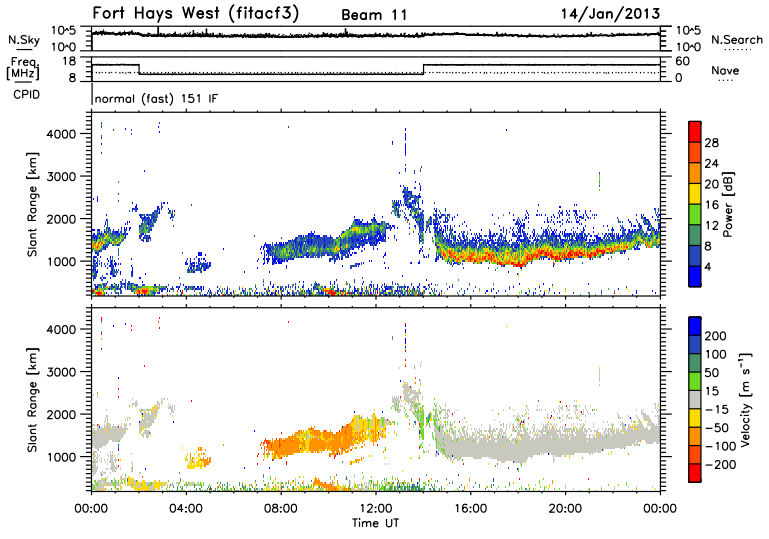 Fort Hays West (fitacf3) Beam 11 14/Jan/2013
N.Sky 10^5 10^0 10^5 10^0 N.Search
Freq. [MHz] 18 8 60 0 Nave
CPID normal (fast) 151 IF
Slant Range [km] 4000 3000 2000 1000
Power [dB] 28 24 20 16 12 8 4
Slant Range [km] 4000 3000 2000 1000
Velocity [m s⁻¹] 200 100 50 15 −15 −50 −100 −200
00:00 04:00 08:00 12:00 16:00 20:00 00:00
Time UT